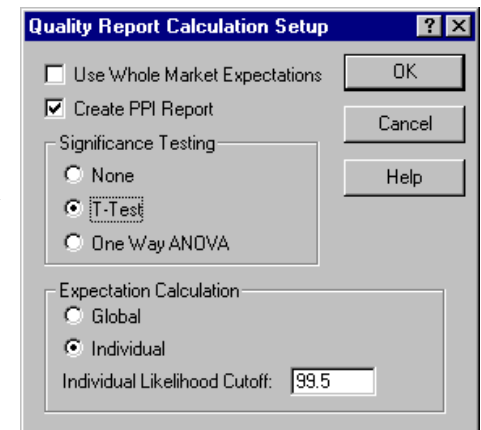 Quality Report Calculation Setup ? ×
Use Whole Market Expectations
Create PPI Report
Significance Testing
None
T-Test
One Way ANOVA
Expectation Calculation
Global
Individual
Individual Likelihood Cutoff: 99.5
OK
Cancel
Help